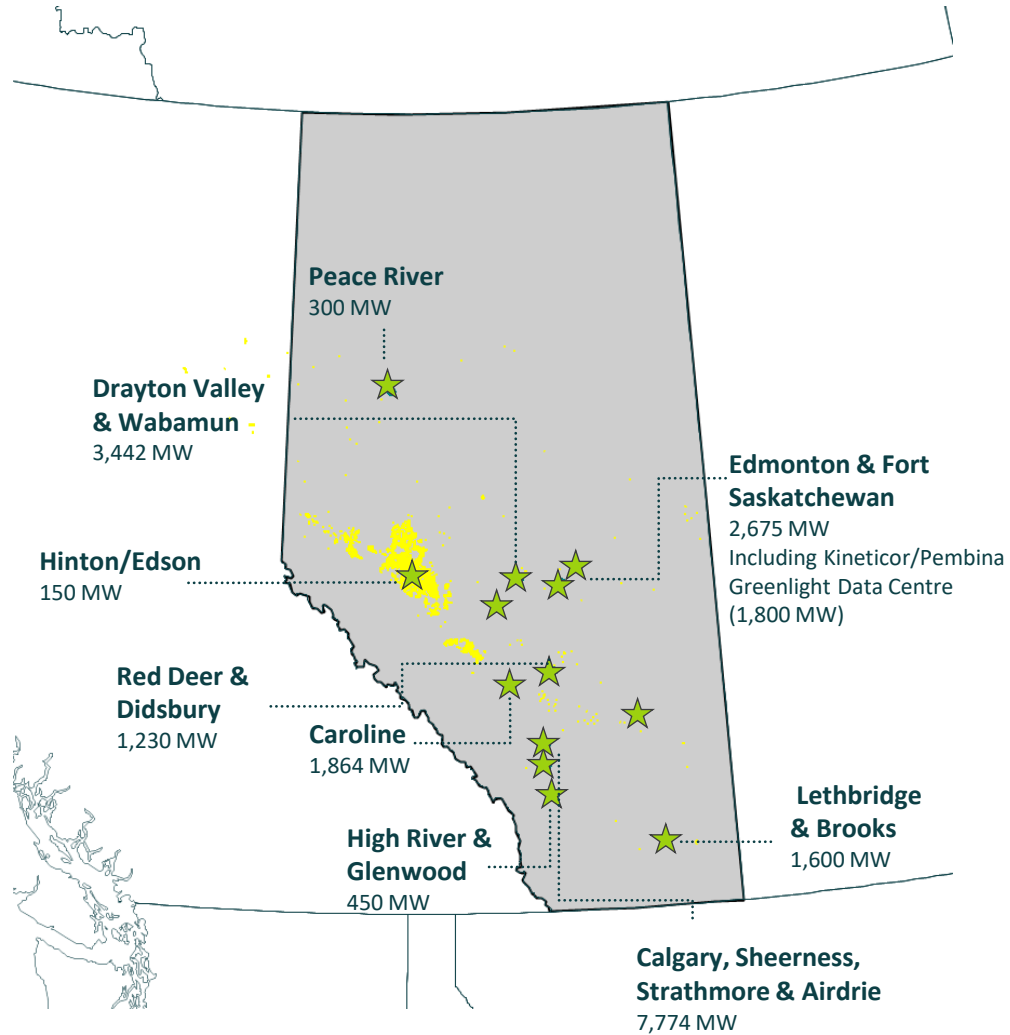 Peace River
300 MW
Drayton Valley
& Wabamun
3,442 MW
Edmonton & Fort
Saskatchewan
2,675 MW
Including Kineticor/Pembina
Greenlight Data Centre
(1,800 MW)
Hinton/Edson
150 MW
Red Deer &
Didsbury
1,230 MW
Caroline
1,864 MW
Lethbridge
& Brooks
1,600 MW
High River &
Glenwood
450 MW
Calgary, Sheerness,
Strathmore & Airdrie
7,774 MW